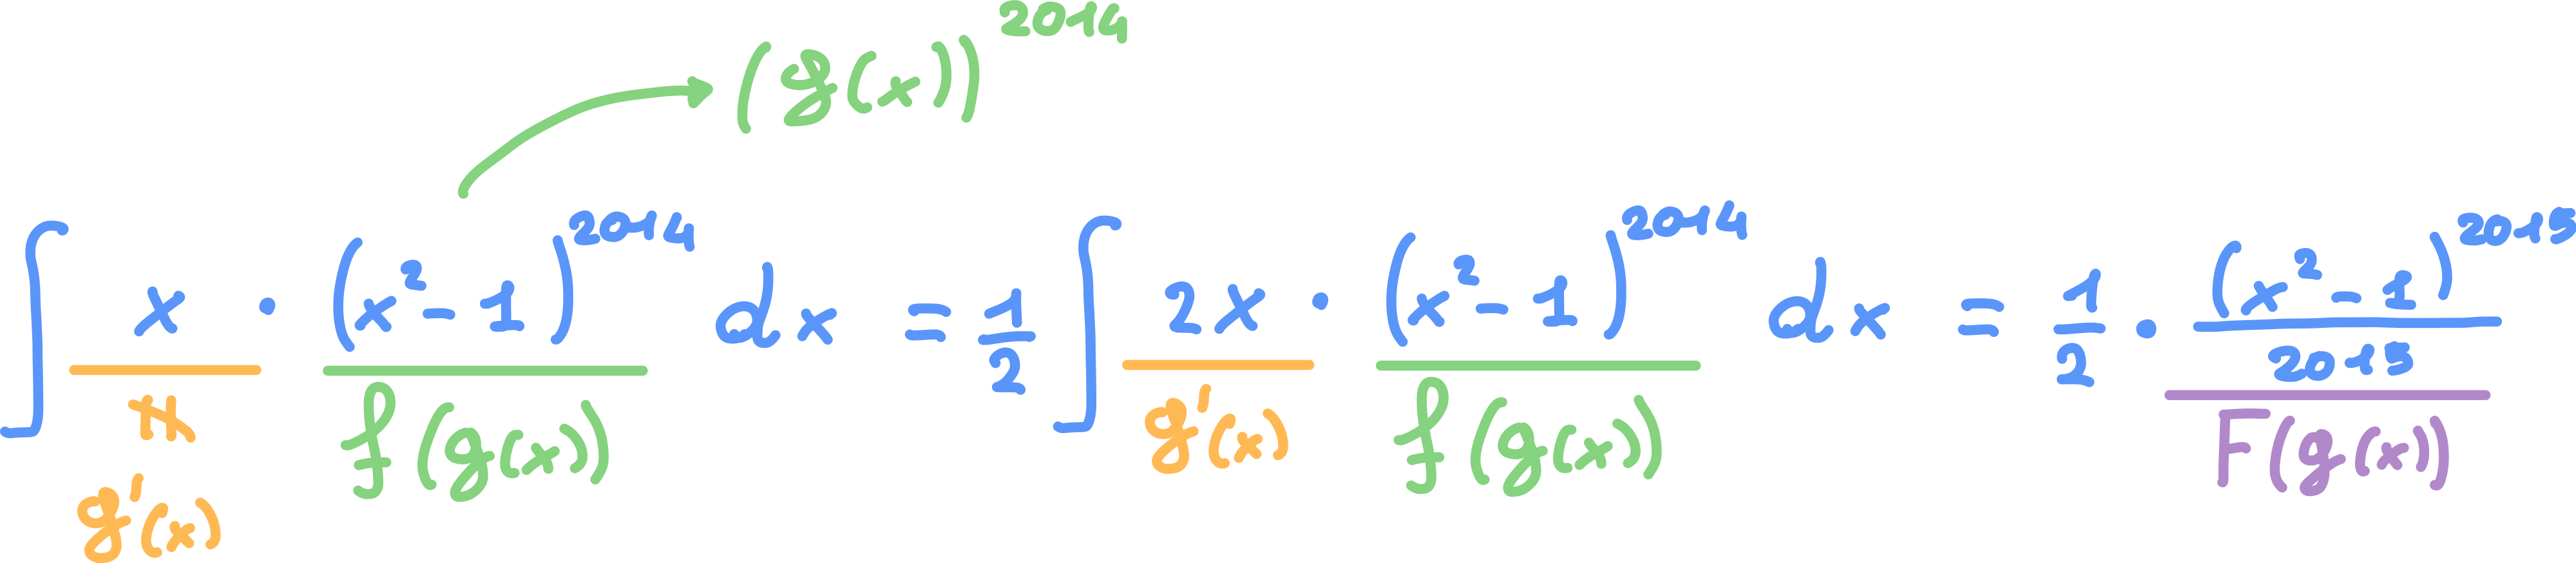 (g(x))^2014
∫ x · (x² - 1)^2014 dx = 1/2 ∫ 2x · (x² - 1)^2014 dx = 1/2 · (x² - 1)^2015 / 2015
≠ f(g(x)) g'(x) f(g(x)) F(g(x))
g'(x)